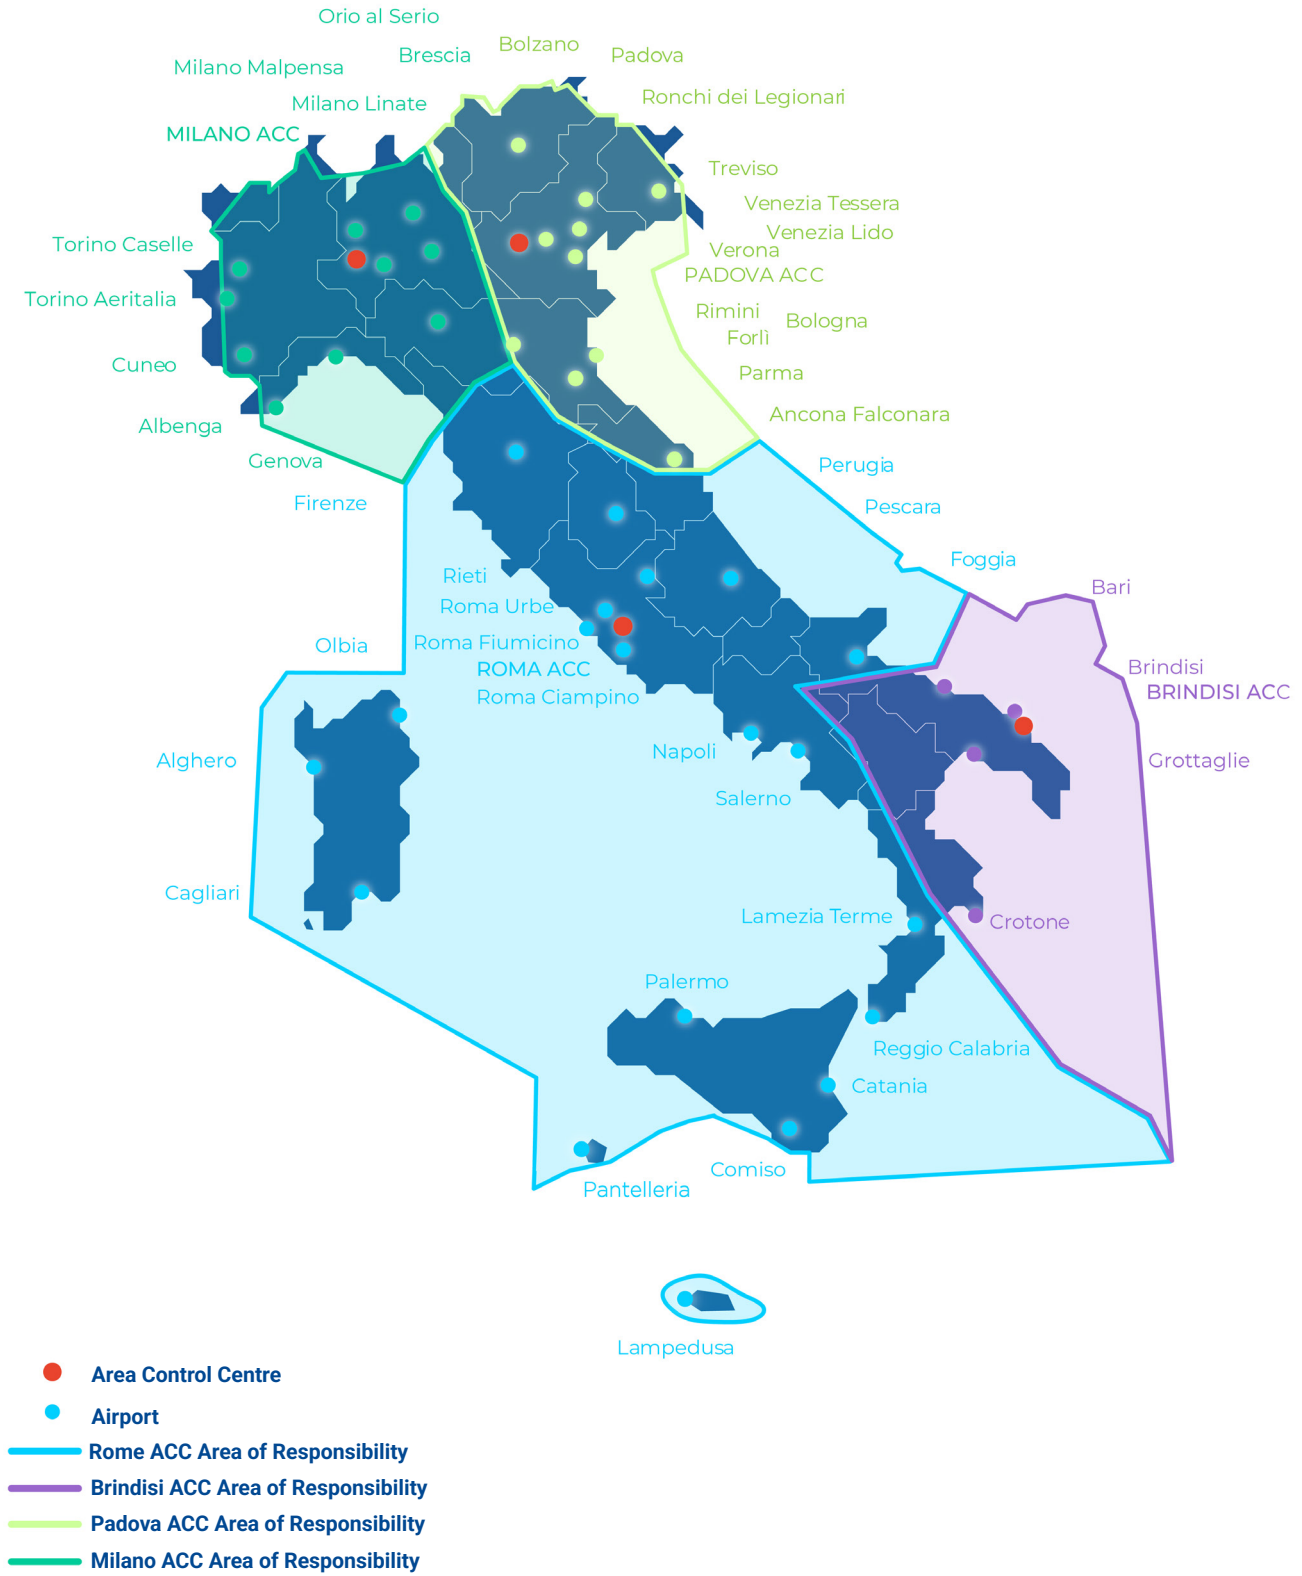 Orio al Serio
Bolzano
Brescia
Padova
Milano Malpensa
Ronchi dei Legionari
Milano Linate
MILANO ACC
Treviso
Venezia Tessera
Venezia Lido
Torino Caselle
Verona
PADOVA ACC
Torino Aeritalia
Rimini
Bologna
Forlì
Cuneo
Parma
Ancona Falconara
Albenga
Genova
Perugia
Firenze
Pescara
Foggia
Rieti
Bari
Roma Urbe
Olbia
Roma Fiumicino
ROMA ACC
Brindisi
BRINDISI ACC
Roma Ciampino
Napoli
Alghero
Grottaglie
Salerno
Cagliari
Lamezia Terme
Crotone
Palermo
Reggio Calabria
Catania
Comiso
Pantelleria
Lampedusa
Area Control Centre
Airport
Rome ACC Area of Responsibility
Brindisi ACC Area of Responsibility
Padova ACC Area of Responsibility
Milano ACC Area of Responsibility